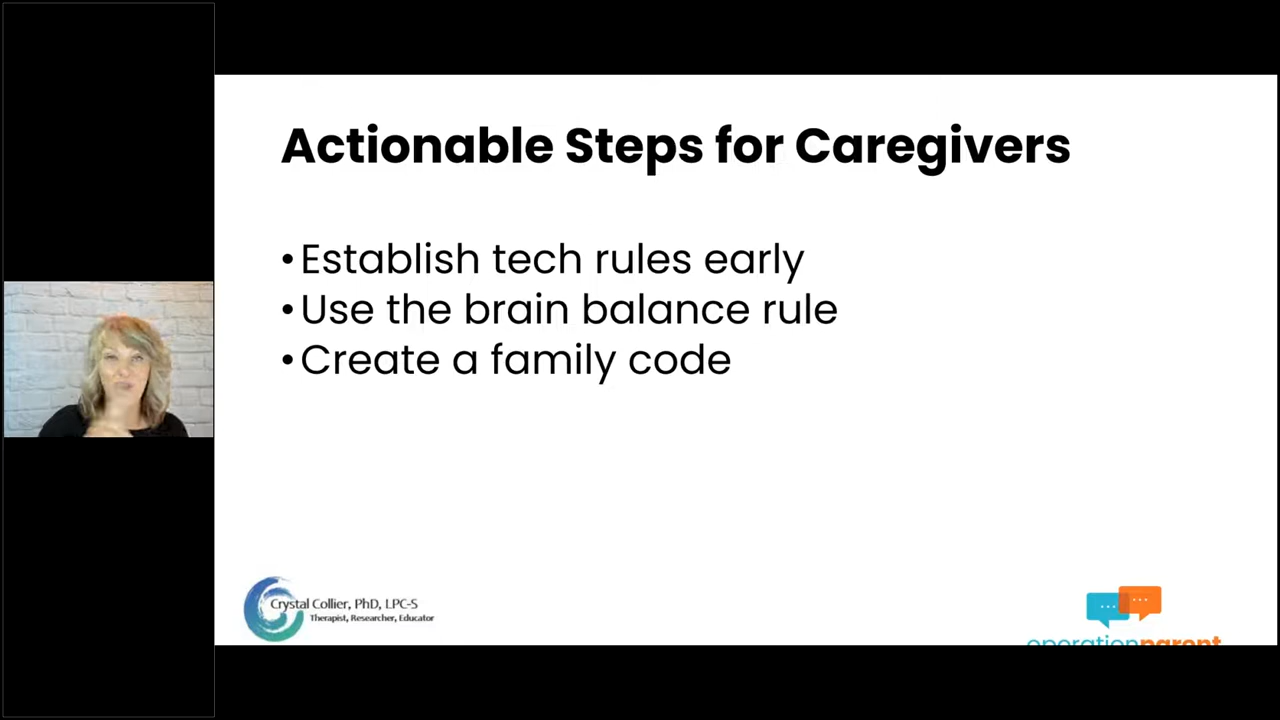 Actionable Steps for Caregivers
•Establish tech rules early
•Use the brain balance rule
•Create a family code
Crystal Collier, PhD, LPC-S
Therapist, Researcher, Educator
operationparent